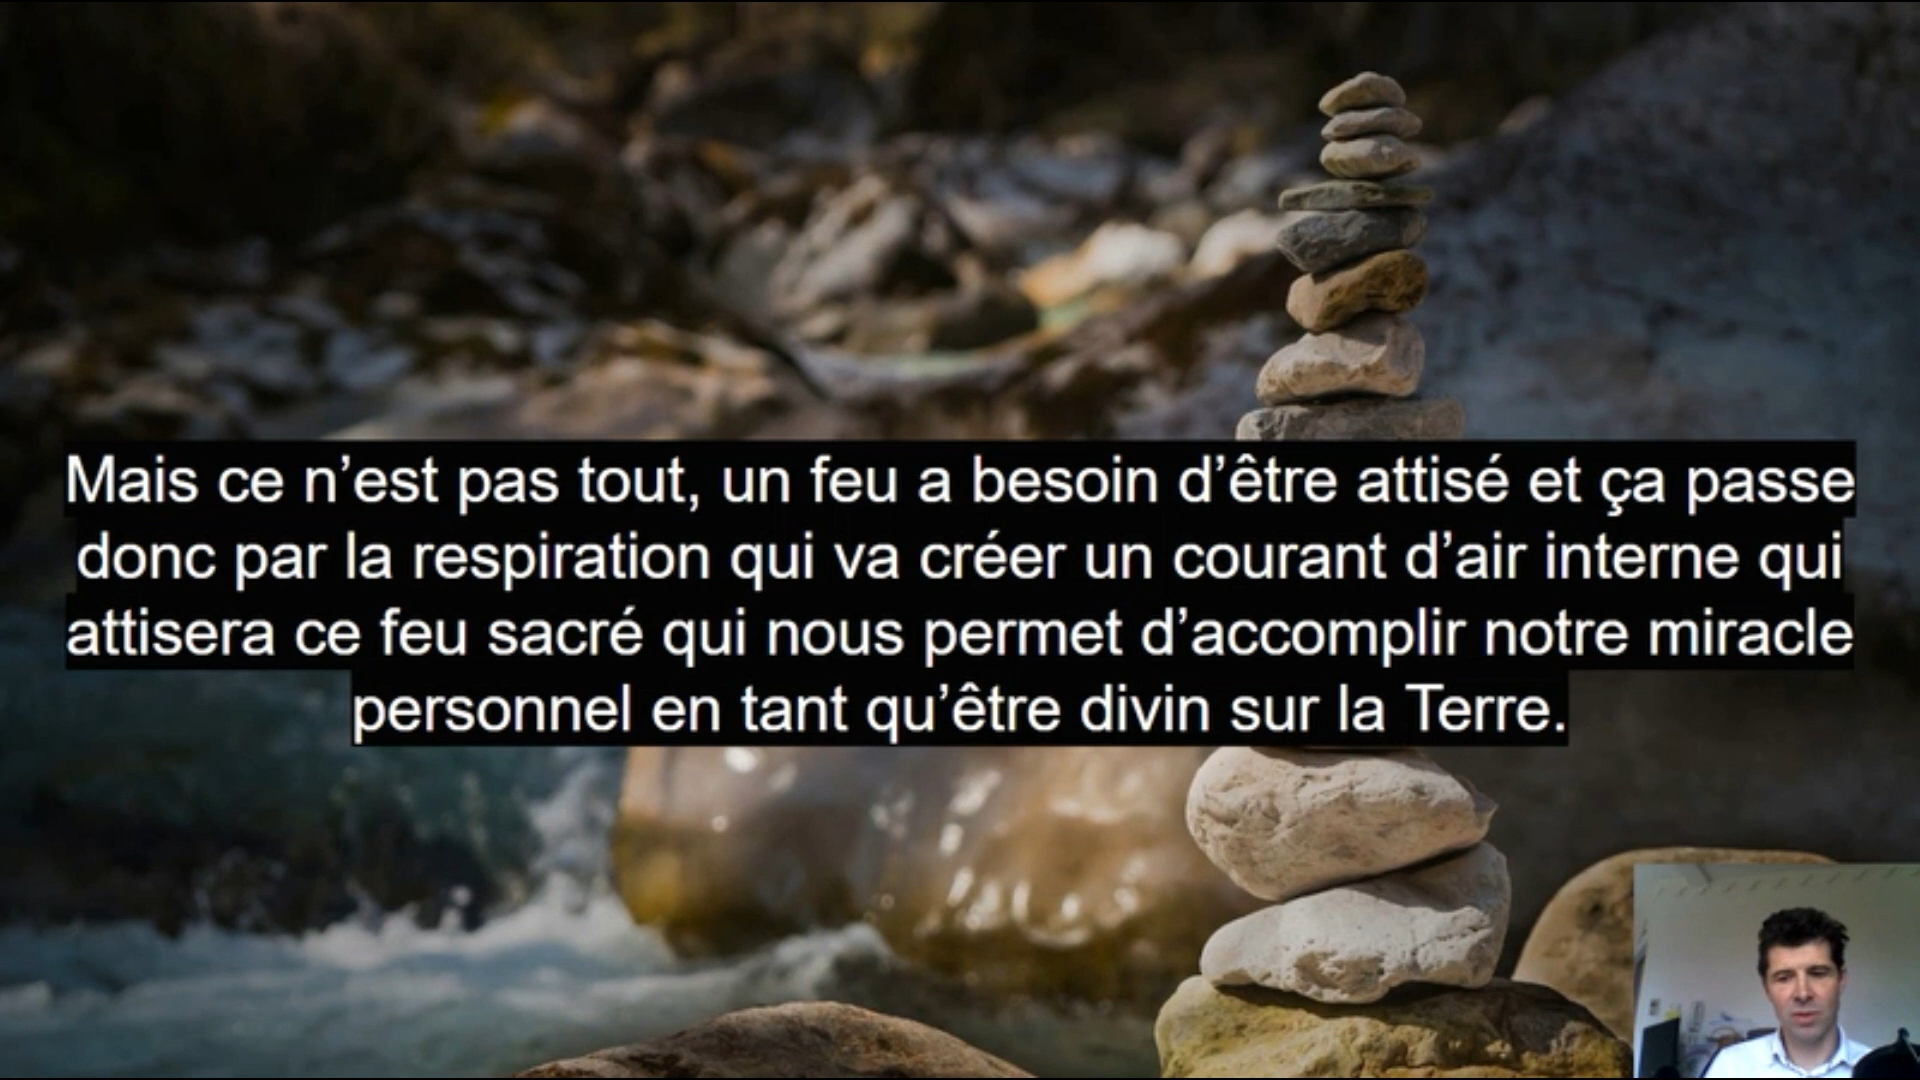 Mais ce n’est pas tout, un feu a besoin d’être attisé et ça passe
donc par la respiration qui va créer un courant d’air interne qui
attisera ce feu sacré qui nous permet d’accomplir notre miracle
personnel en tant qu’être divin sur la Terre.